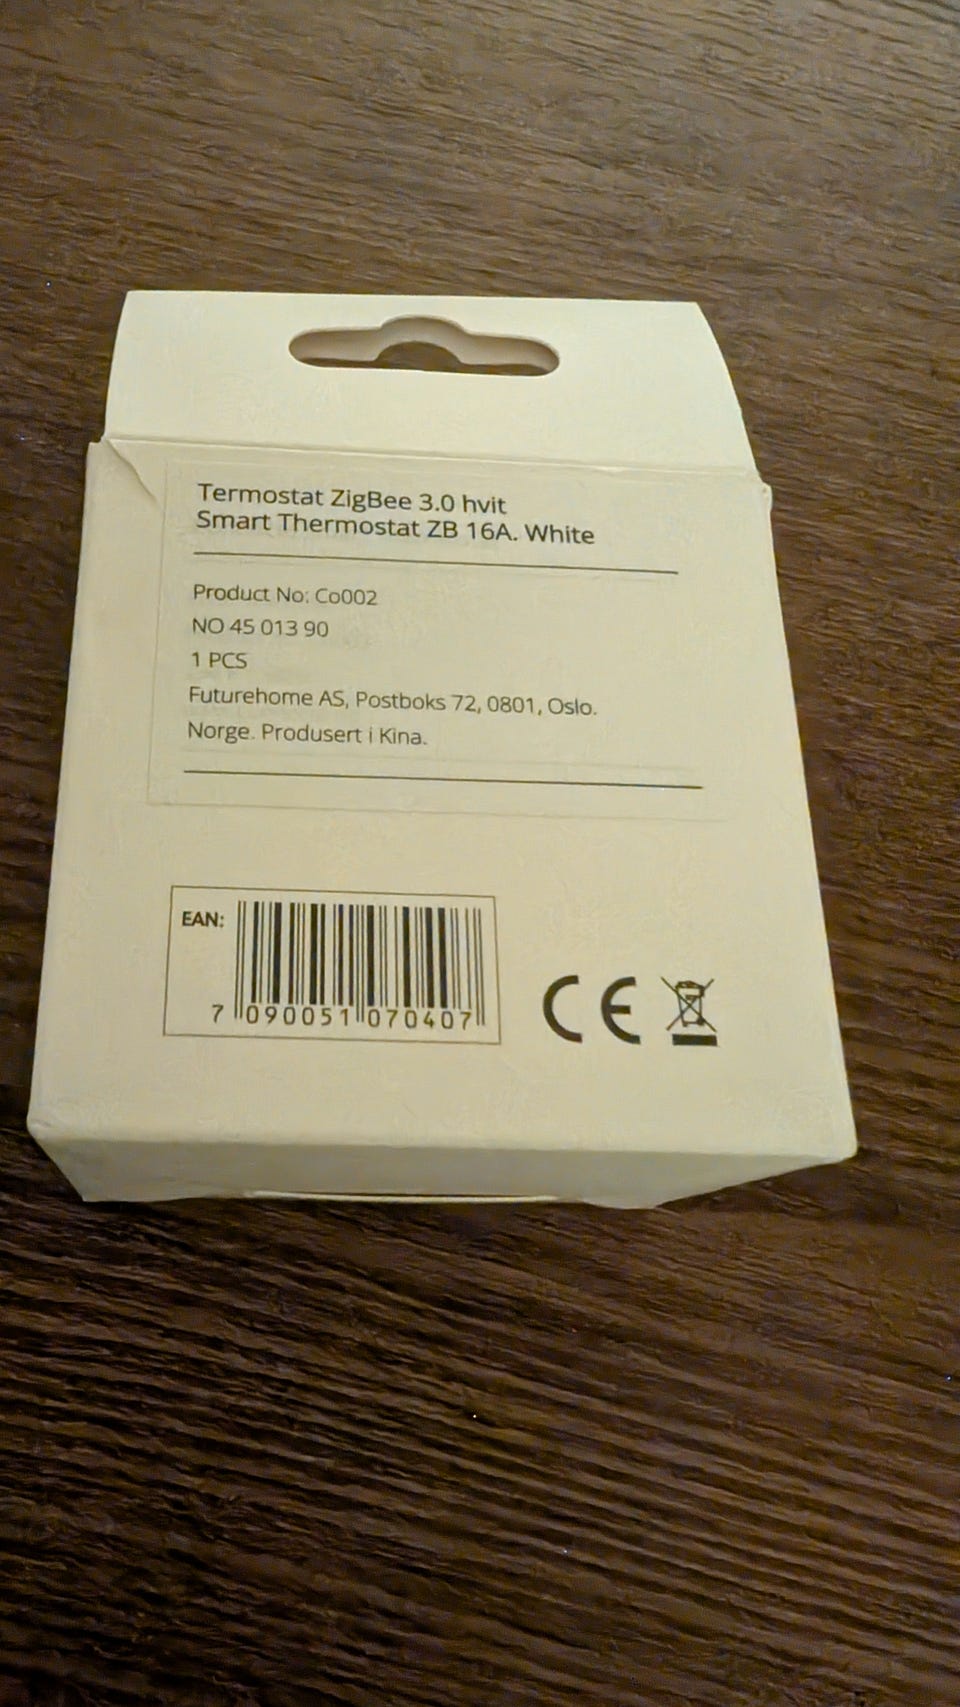 Termostat ZigBee 3.0 hvit
Smart Thermostat ZB 16A. White
Product No: Co002
NO 45 013 90
1 PCS
Futurehome AS, Postboks 72, 0801, Oslo.
Norge. Produsert i Kina.
EAN:
7 090051 070407
CE